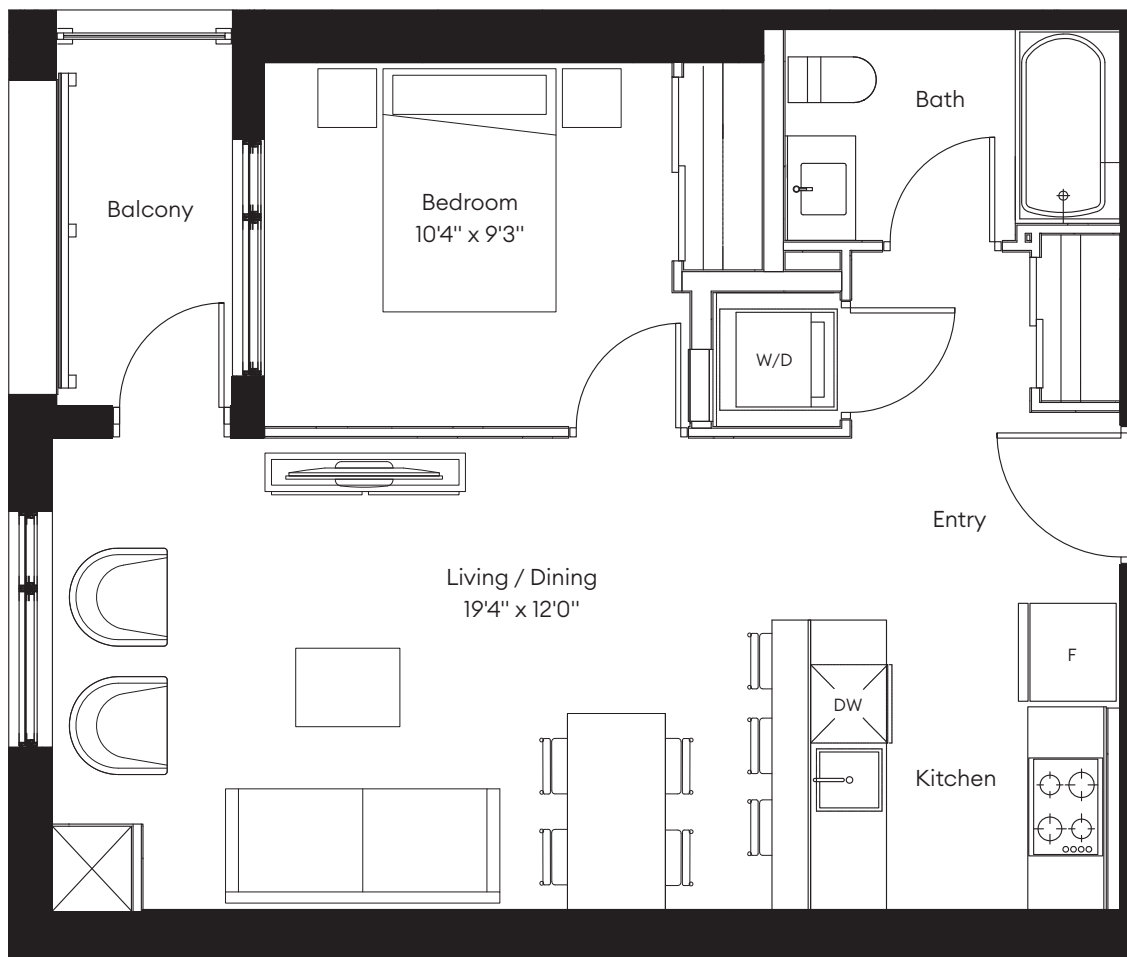 Bath
Balcony
Bedroom
10'4" x 9'3"
W/D
Entry
Living / Dining
19'4" x 12'0"
F
DW
Kitchen